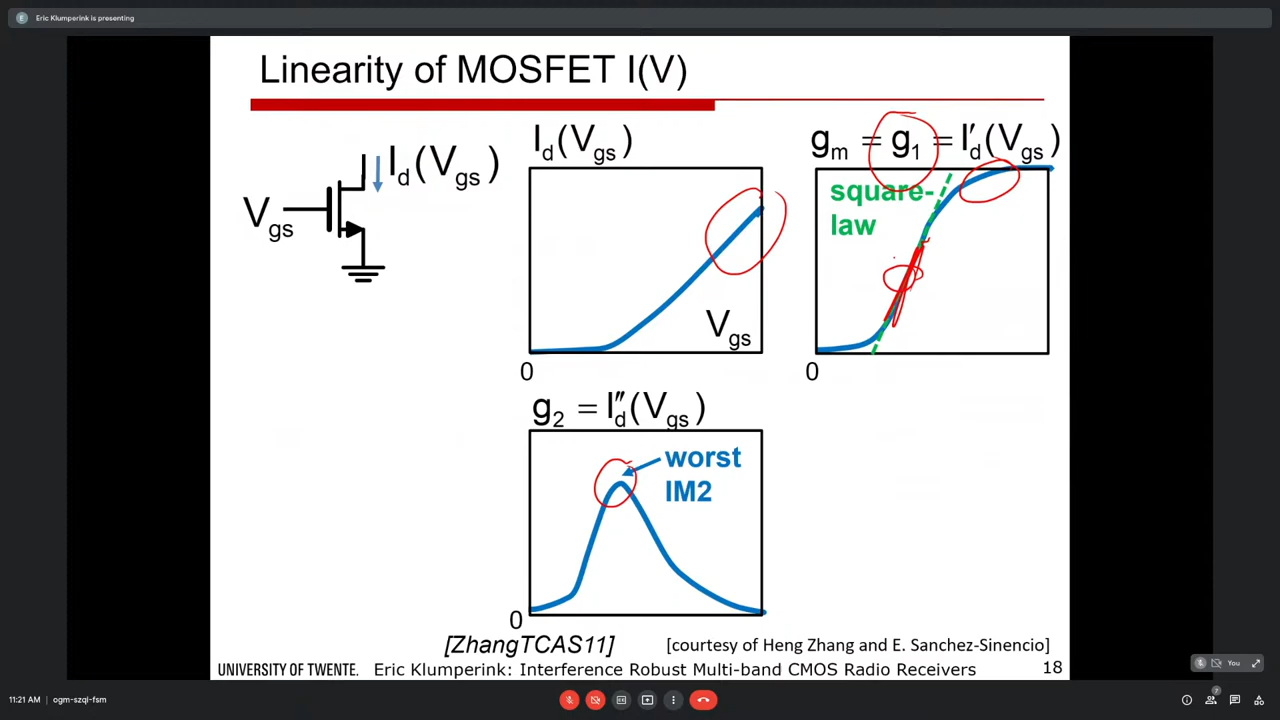 Eric Klumperink is presenting
Linearity of MOSFET I(V)
Id(Vgs)
Vgs
Id(Vgs)
Vgs
0
gm = g1 = I′d(Vgs)
square-
law
0
g2 = I″d(Vgs)
worst
IM2
0
[ZhangTCAS11]
[courtesy of Heng Zhang and E. Sanchez-Sinencio]
UNIVERSITY OF TWENTE. Eric Klumperink: Interference Robust Multi-band CMOS Radio Receivers 18
You
11:21 AM ogm-szqi-fsm
7